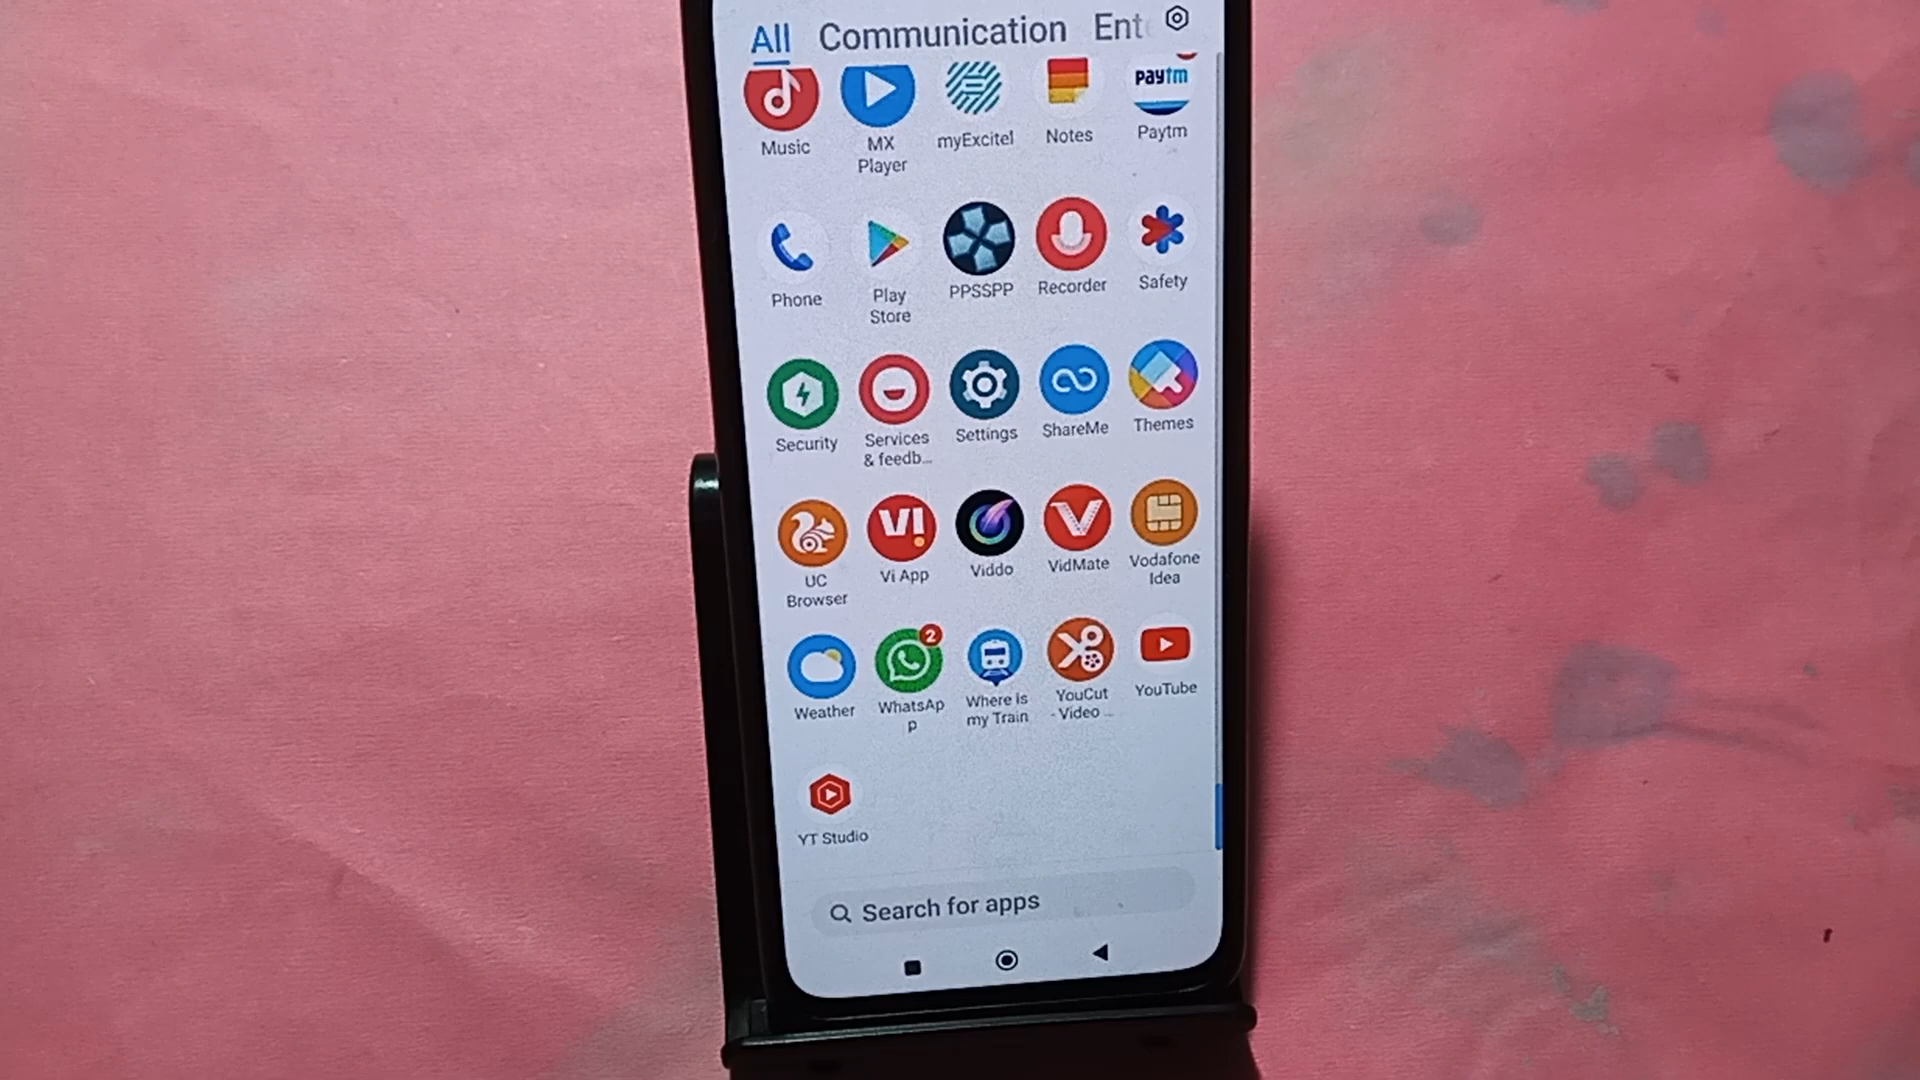 All Communication Ent
paytm
Music MX Player myExcitel Notes Paytm
Phone Play Store PPSSPP Recorder Safety
Security Services & feedb... Settings ShareMe Themes
VI!
UC Browser Vi App Viddo VidMate Vodafone Idea
2
Weather WhatsApp Where is my Train YouCut - Video ... YouTube
YT Studio
Search for apps